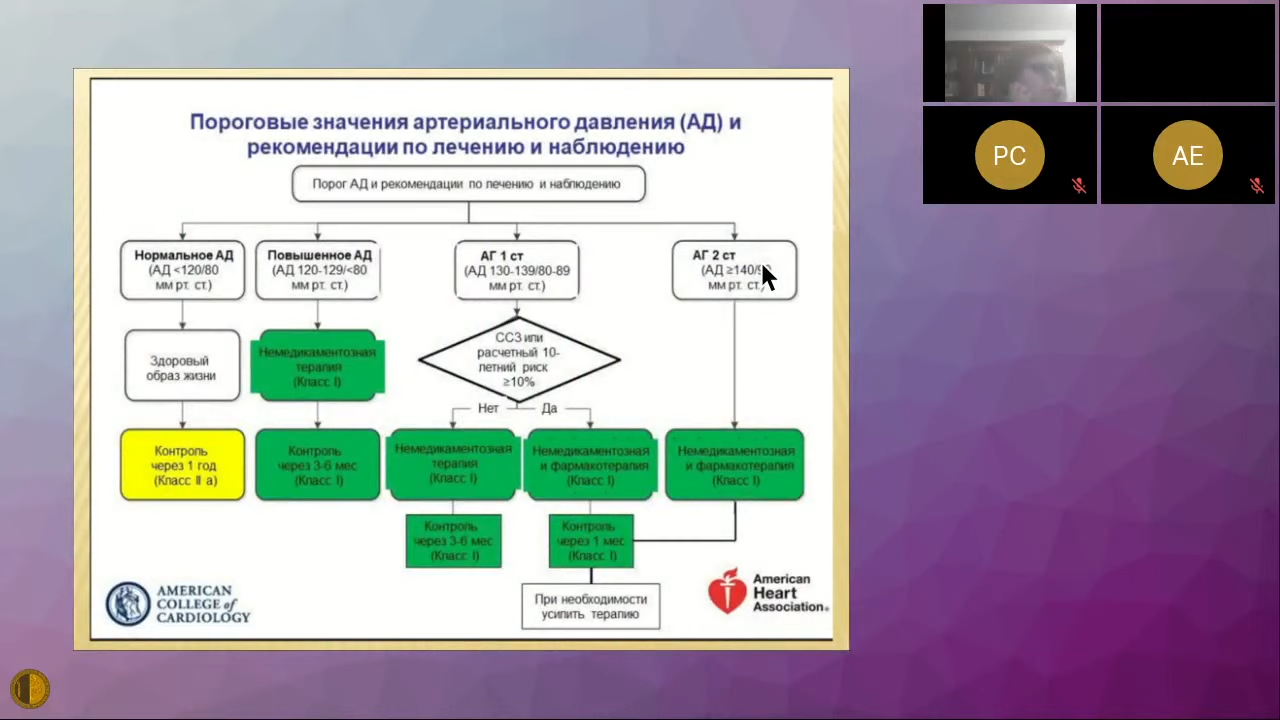 Пороговые значения артериального давления (АД) и
рекомендации по лечению и наблюдению
Порог АД и рекомендации по лечению и наблюдению
Нормальное АД
(АД <120/80
мм рт. ст.)
Повышенное АД
(АД 120-129/<80
мм рт. ст.)
АГ 1 ст
(АД 130-139/80-89
мм рт. ст.)
АГ 2 ст
(АД ≥140/9
мм рт. ст.)
Здоровый
образ жизни
Немедикаментозная
терапия
(Класс I)
ССЗ или
расчетный 10-
летний риск
≥10%
Нет
Да
Контроль
через 1 год
(Класс II а)
Контроль
через 3-6 мес
(Класс I)
Немедикаментозная
терапия
(Класс I)
Немедикаментозная
и фармакотерапия
(Класс I)
Немедикаментозная
и фармакотерапия
(Класс I)
Контроль
через 3-6 мес
(Класс I)
Контроль
через 1 мес
(Класс I)
При необходимости
усилить терапию
AMERICAN
COLLEGE of
CARDIOLOGY
American
Heart
Association®
PC
AE